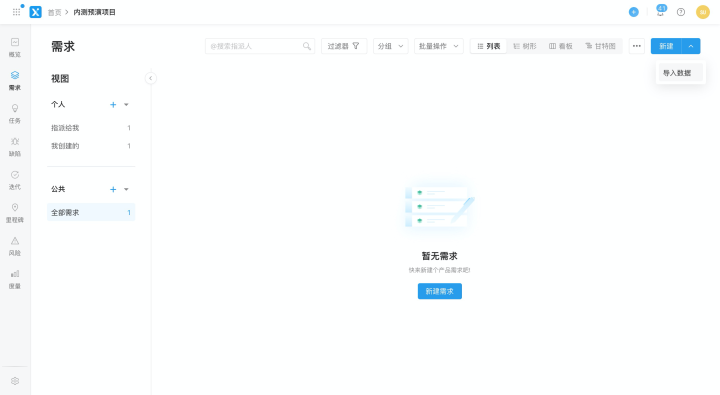 首页 > 内测预演项目
41
概览
需求
任务
缺陷
迭代
里程碑
风险
度量
需求
@搜索指派人
过滤器
分组
批量操作
列表
树形
看板
甘特图
新建
导入数据
视图
个人
指派给我 1
我创建的 1
公共
全部需求 1
暂无需求
快来新建个产品需求吧!
新建需求